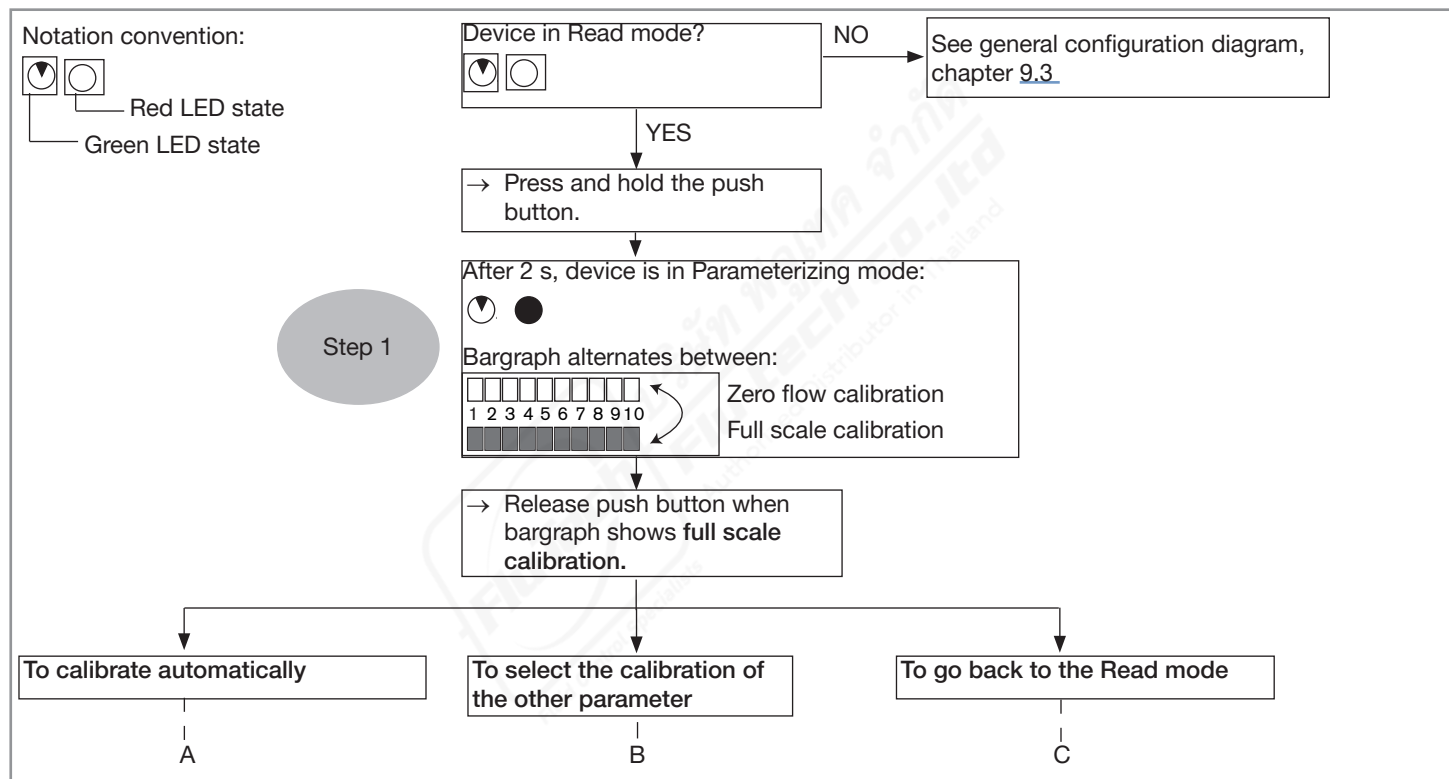 Notation convention:
Red LED state
Green LED state
Device in Read mode?
NO
See general configuration diagram,
chapter 9.3
YES
→ Press and hold the push
button.
After 2 s, device is in Parameterizing mode:
Step 1
Bargraph alternates between:
Zero flow calibration
1 2 3 4 5 6 7 8 9 10
Full scale calibration
→ Release push button when
bargraph shows full scale
calibration.
To calibrate automatically
To select the calibration of
the other parameter
To go back to the Read mode
A
B
C